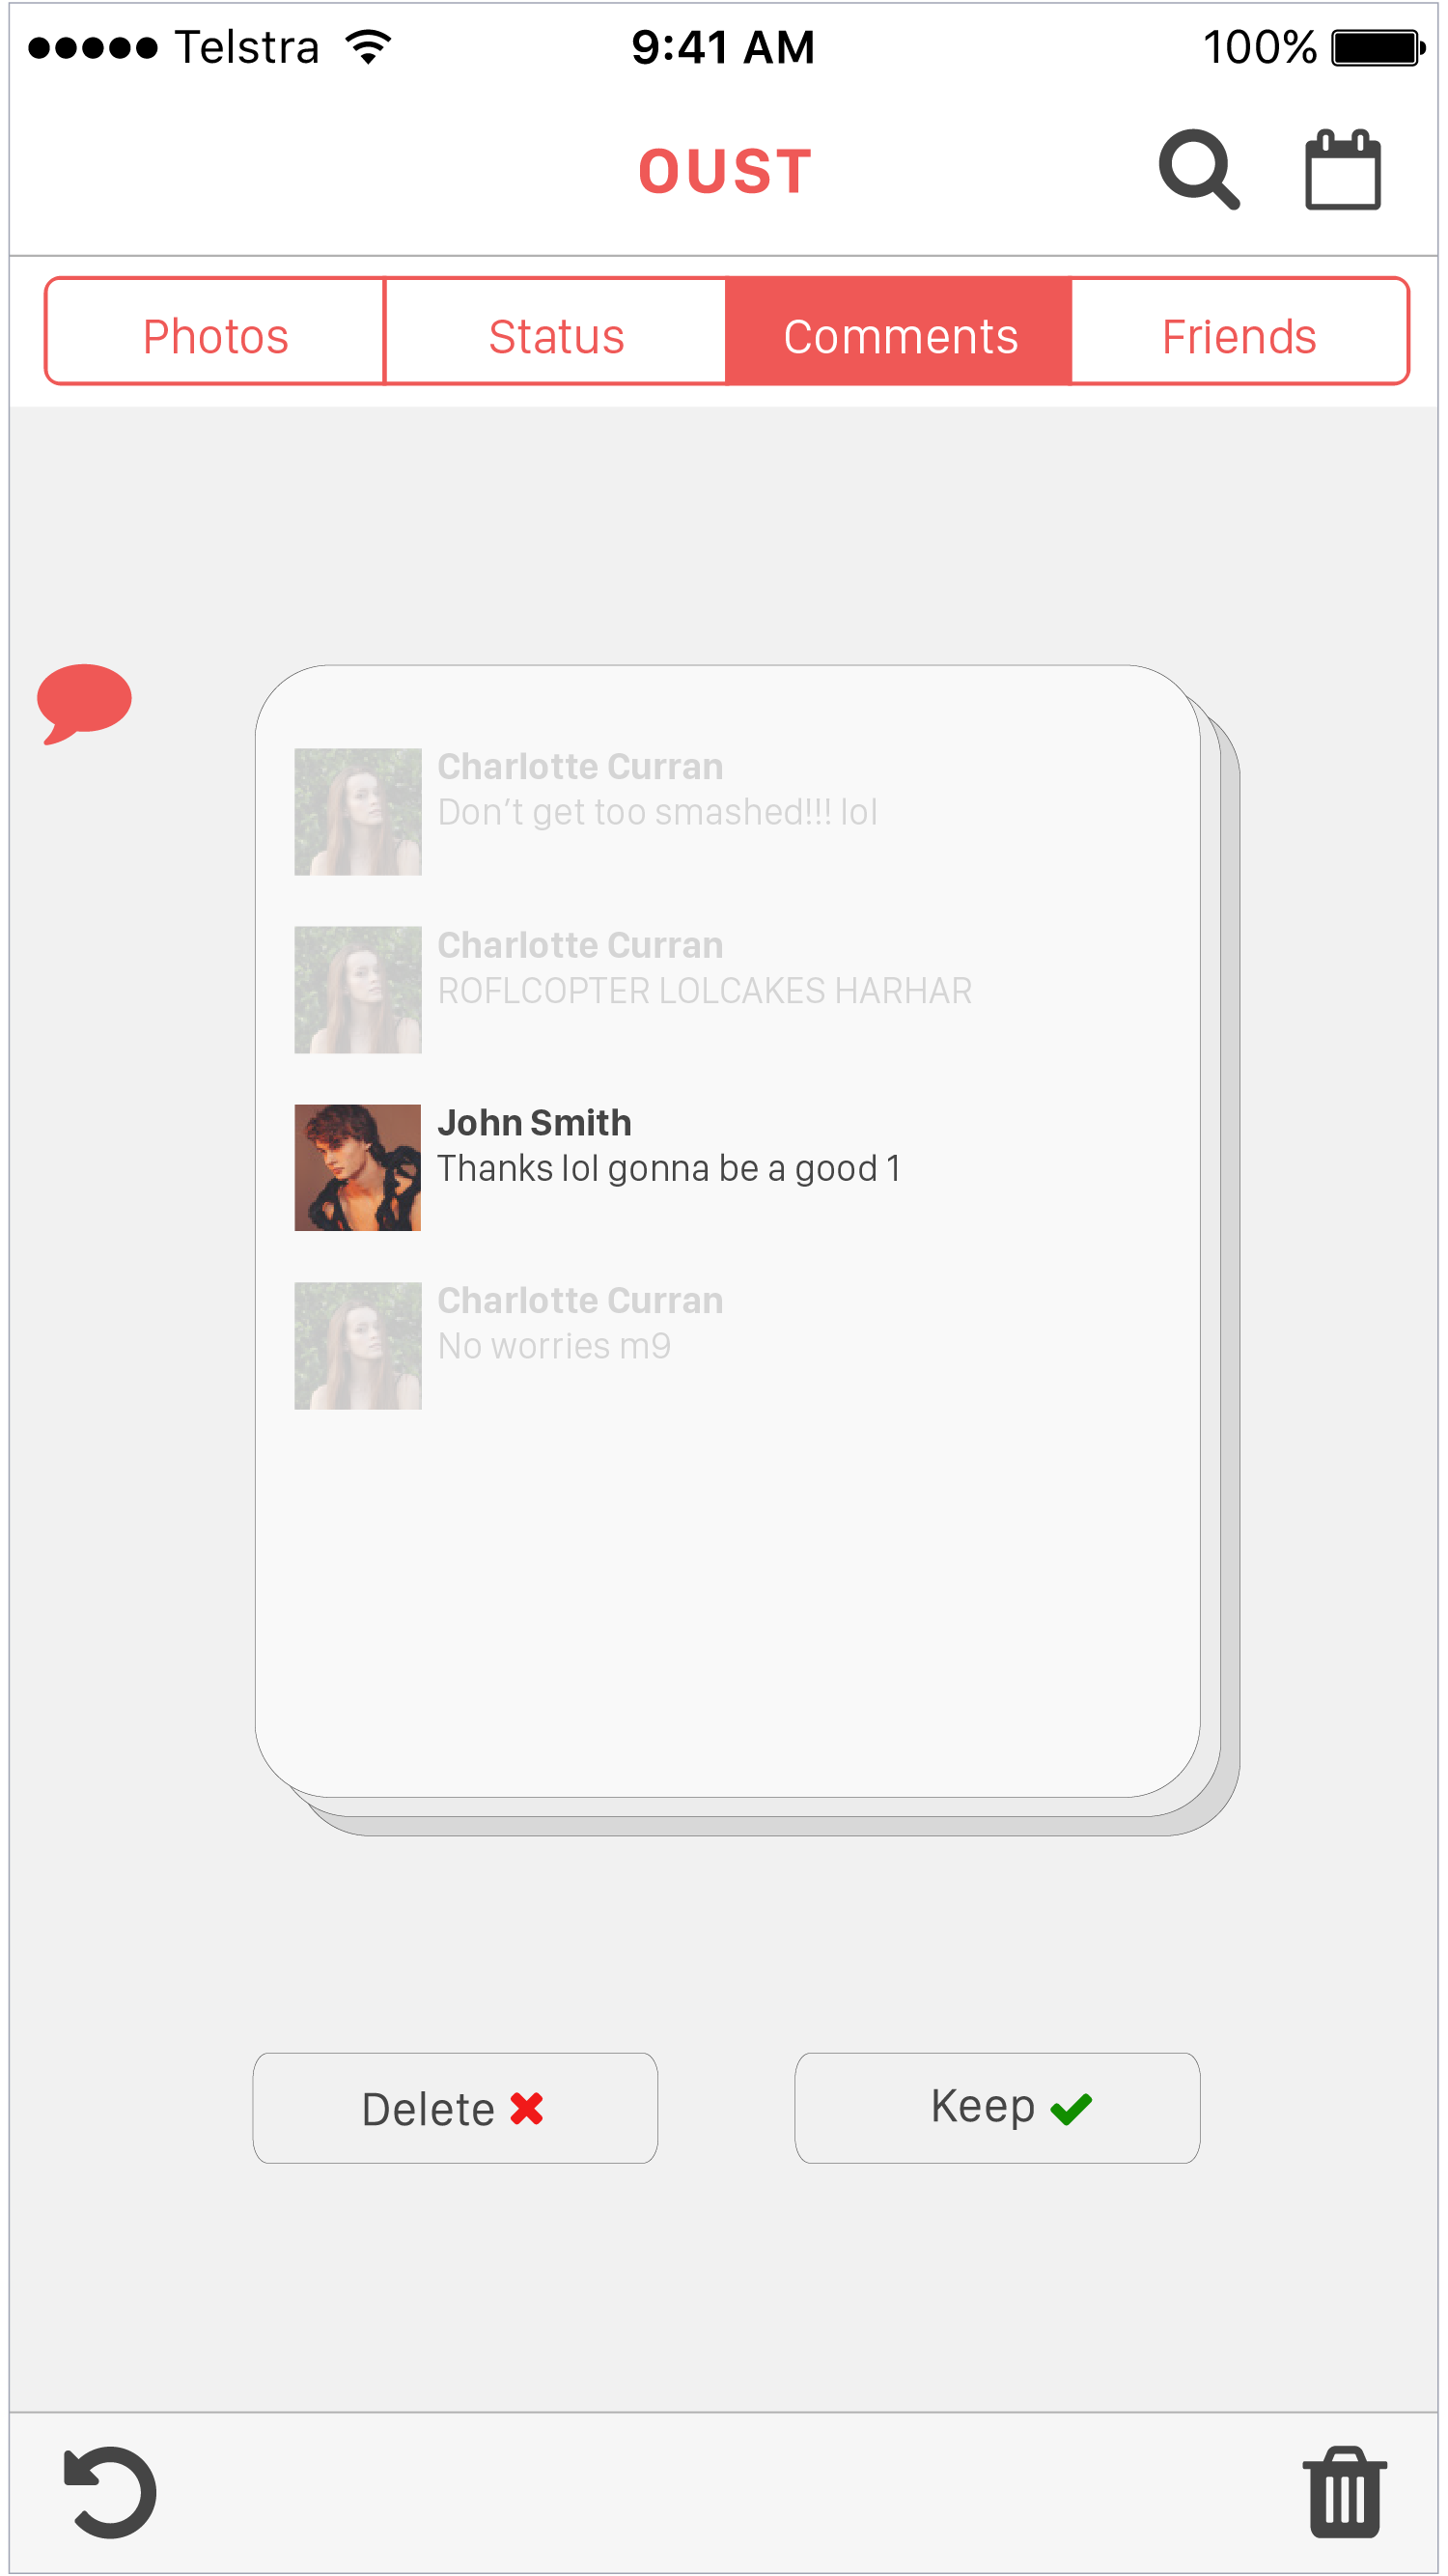 Telstra 9:41 AM 100%
OUST
Photos Status Comments Friends
Charlotte Curran
Don’t get too smashed!!! lol
Charlotte Curran
ROFLCOPTER LOLCAKES HARHAR
John Smith
Thanks lol gonna be a good 1
Charlotte Curran
No worries m9
Delete Keep